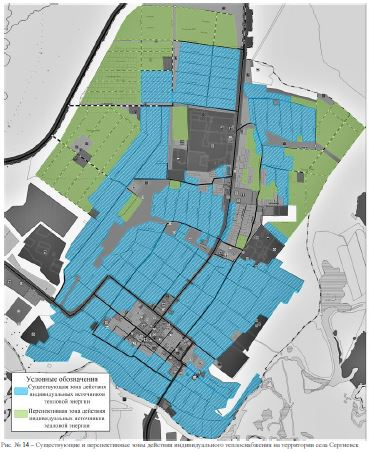 Условные обозначения
Существующая зона действия
индивидуальных источников
тепловой энергии
Перспективная зона действия
индивидуальных источников
тепловой энергии
Рис. № 14 – Существующие и перспективные зоны действия индивидуального теплоснабжения на территории села Сергиевск